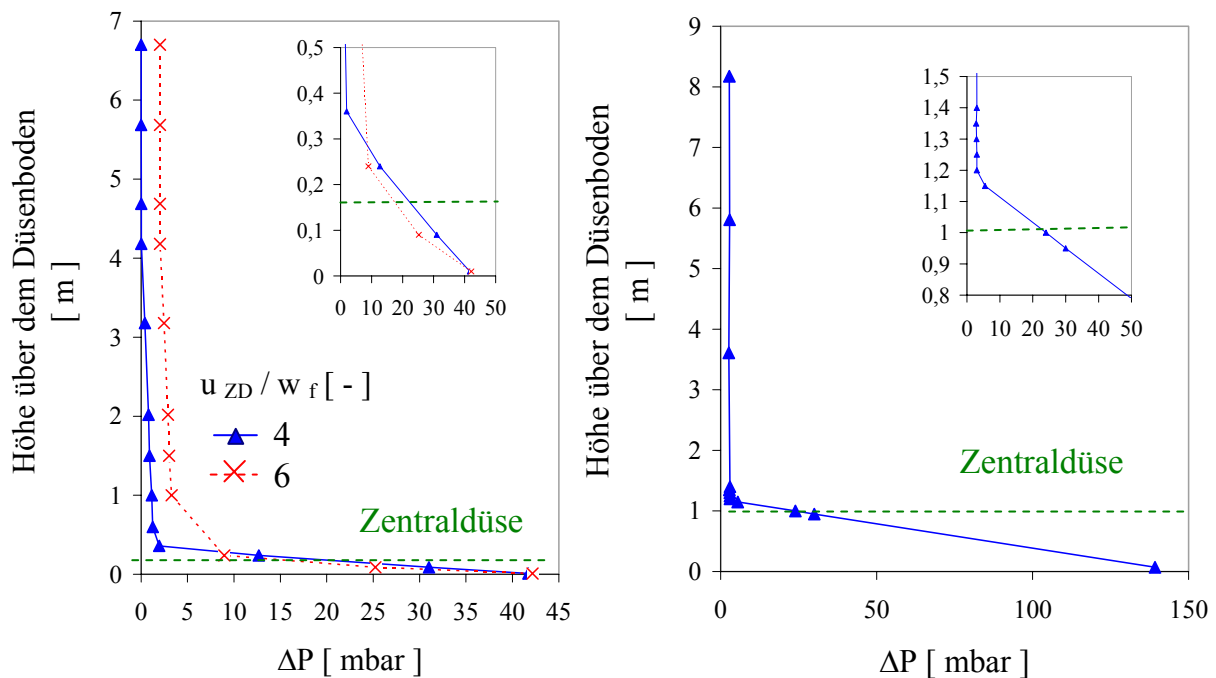 Höhe über dem Düsenboden
[ m ]
7
6
5
4
3
2
1
0
0 5 10 15 20 25 30 35 40 45
ΔP [ mbar ]
0,5
0,4
0,3
0,2
0,1
0
0 10 20 30 40 50
u ZD / w f [ - ]
4
6
Zentraldüse
Höhe über dem Düsenboden
[ m ]
9
8
7
6
5
4
3
2
1
0
0 50 100 150
ΔP [ mbar ]
1,5
1,4
1,3
1,2
1,1
1
0,9
0,8
0 10 20 30 40 50
Zentraldüse